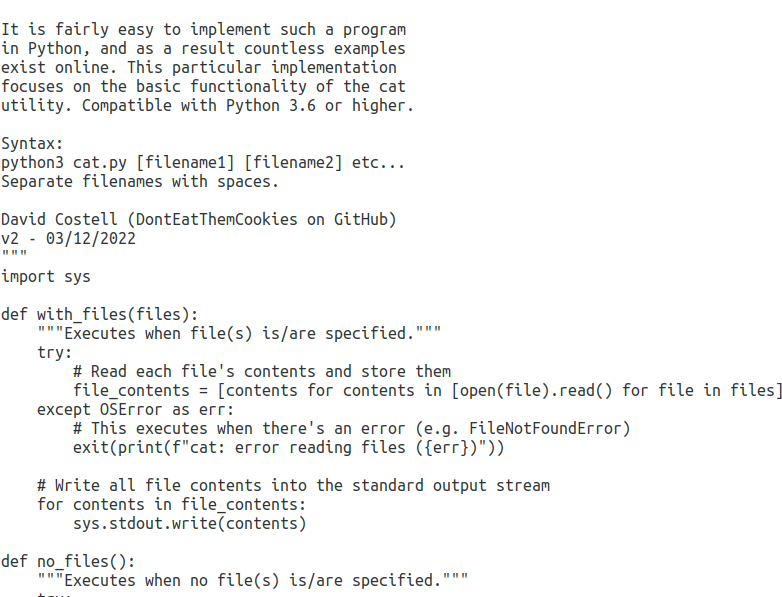 It is fairly easy to implement such a program
in Python, and as a result countless examples
exist online. This particular implementation
focuses on the basic functionality of the cat
utility. Compatible with Python 3.6 or higher.

Syntax:
python3 cat.py [filename1] [filename2] etc...
Separate filenames with spaces.

David Costell (DontEatThemCookies on GitHub)
v2 - 03/12/2022
"""
import sys

def with_files(files):
    """Executes when file(s) is/are specified."""
    try:
        # Read each file's contents and store them
        file_contents = [contents for contents in [open(file).read() for file in files]
    except OSError as err:
        # This executes when there's an error (e.g. FileNotFoundError)
        exit(print(f"cat: error reading files ({err})"))

    # Write all file contents into the standard output stream
    for contents in file_contents:
        sys.stdout.write(contents)

def no_files():
    """Executes when no file(s) is/are specified."""